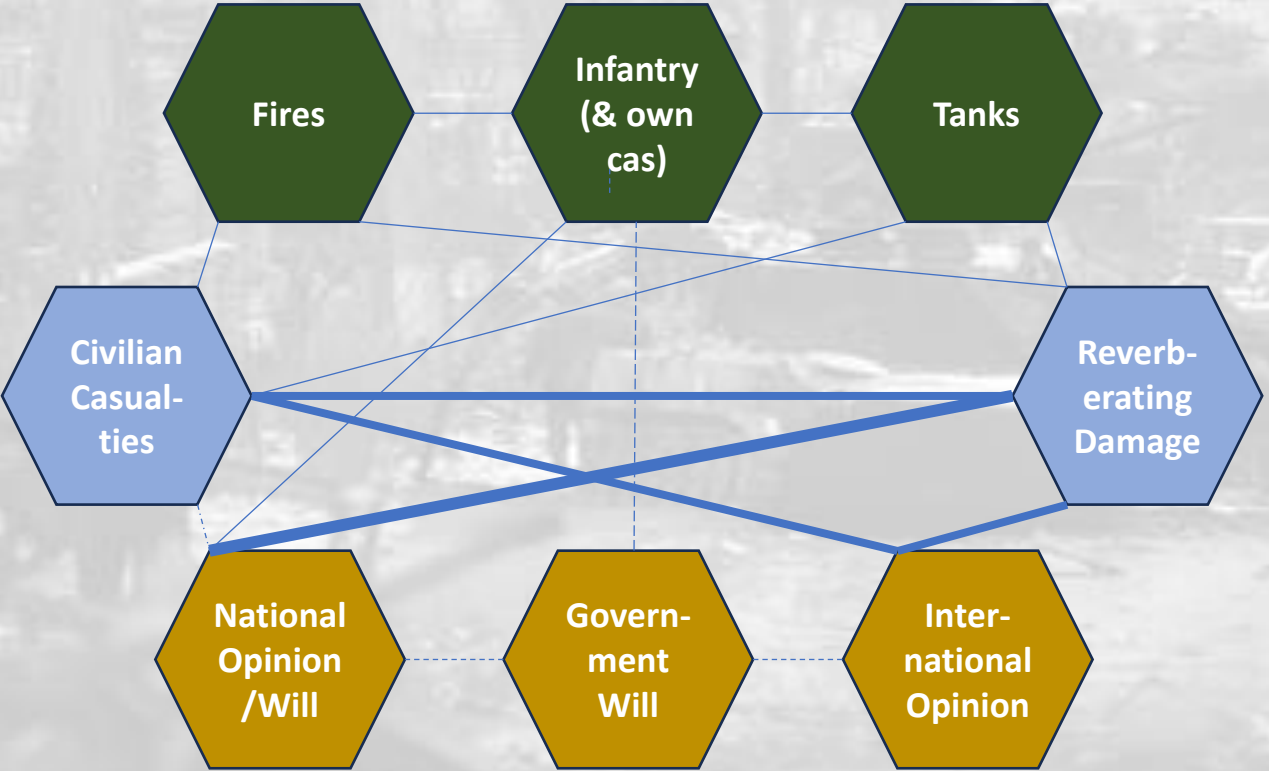 Fires
Infantry
(& own
cas)
Tanks
Civilian
Casual-
ties
Reverb-
erating
Damage
National
Opinion
/Will
Govern-
ment
Will
Inter-
national
Opinion